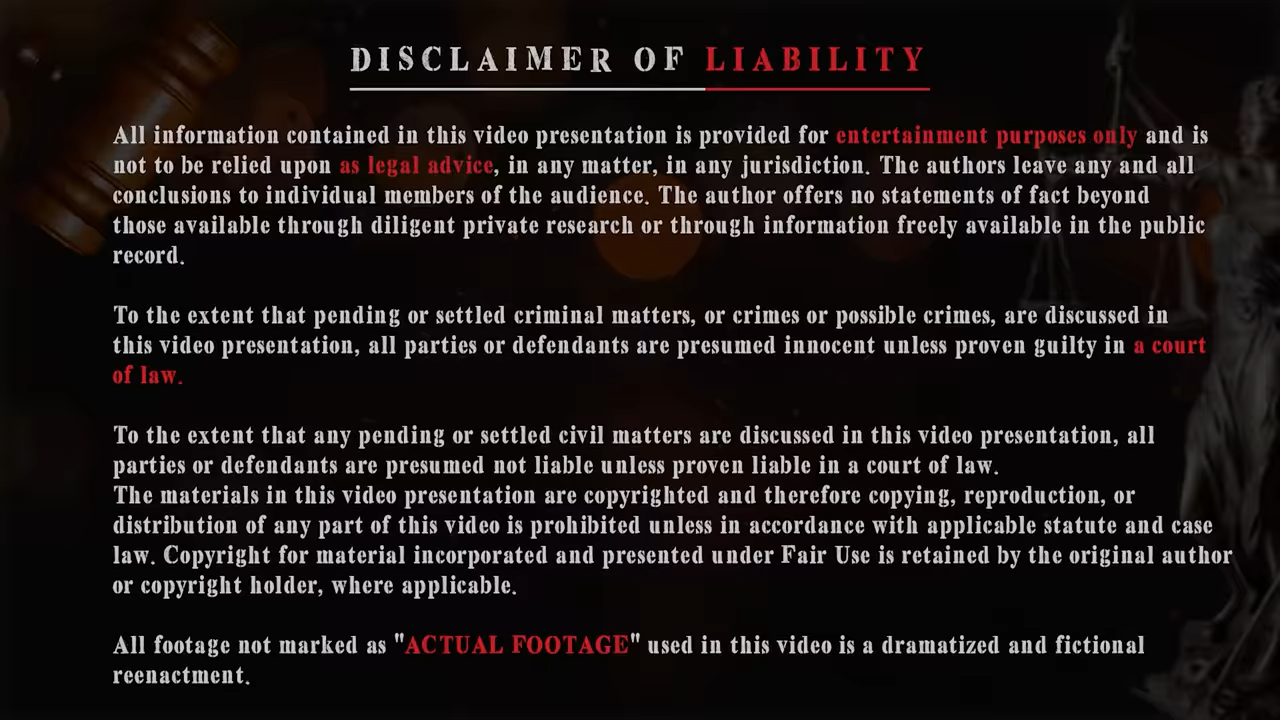 DISCLAIMER OF LIABILITY
All information contained in this video presentation is provided for entertainment purposes only and is
not to be relied upon as legal advice, in any matter, in any jurisdiction. The authors leave any and all
conclusions to individual members of the audience. The author offers no statements of fact beyond
those available through diligent private research or through information freely available in the public
record.
To the extent that pending or settled criminal matters, or crimes or possible crimes, are discussed in
this video presentation, all parties or defendants are presumed innocent unless proven guilty in a court
of law.
To the extent that any pending or settled civil matters are discussed in this video presentation, all
parties or defendants are presumed not liable unless proven liable in a court of law.
The materials in this video presentation are copyrighted and therefore copying, reproduction, or
distribution of any part of this video is prohibited unless in accordance with applicable statute and case
law. Copyright for material incorporated and presented under Fair Use is retained by the original author
or copyright holder, where applicable.
All footage not marked as "ACTUAL FOOTAGE" used in this video is a dramatized and fictional
reenactment.